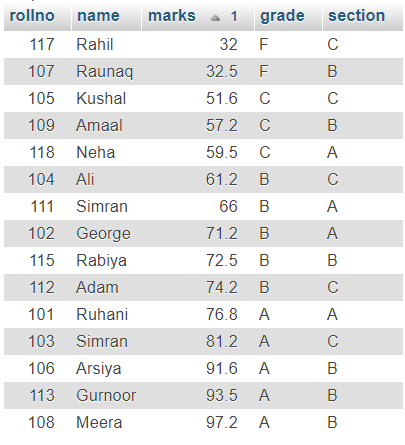 rollno name marks 1 grade section
117 Rahil 32 F C
107 Raunaq 32.5 F B
105 Kushal 51.6 C C
109 Amaal 57.2 C B
118 Neha 59.5 C A
104 Ali 61.2 B C
111 Simran 66 B A
102 George 71.2 B A
115 Rabiya 72.5 B B
112 Adam 74.2 B C
101 Ruhani 76.8 A A
103 Simran 81.2 A C
106 Arsiya 91.6 A B
113 Gurnoor 93.5 A B
108 Meera 97.2 A B